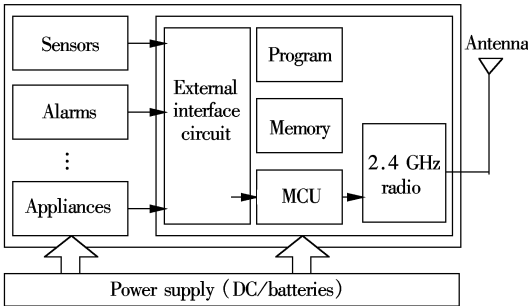 Sensors
Alarms
⋮
Appliances
External
interface
circuit
Program
Memory
MCU
2.4 GHz
radio
Antenna
Power supply (DC/batteries)